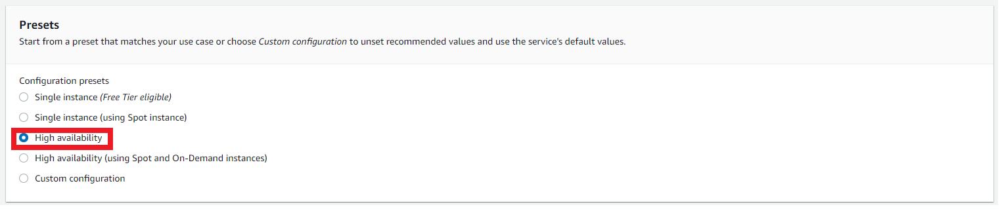 Presets
Start from a preset that matches your use case or choose Custom configuration to unset recommended values and use the service's default values.
Configuration presets
Single instance (Free Tier eligible)
Single instance (using Spot instance)
High availability
High availability (using Spot and On-Demand instances)
Custom configuration